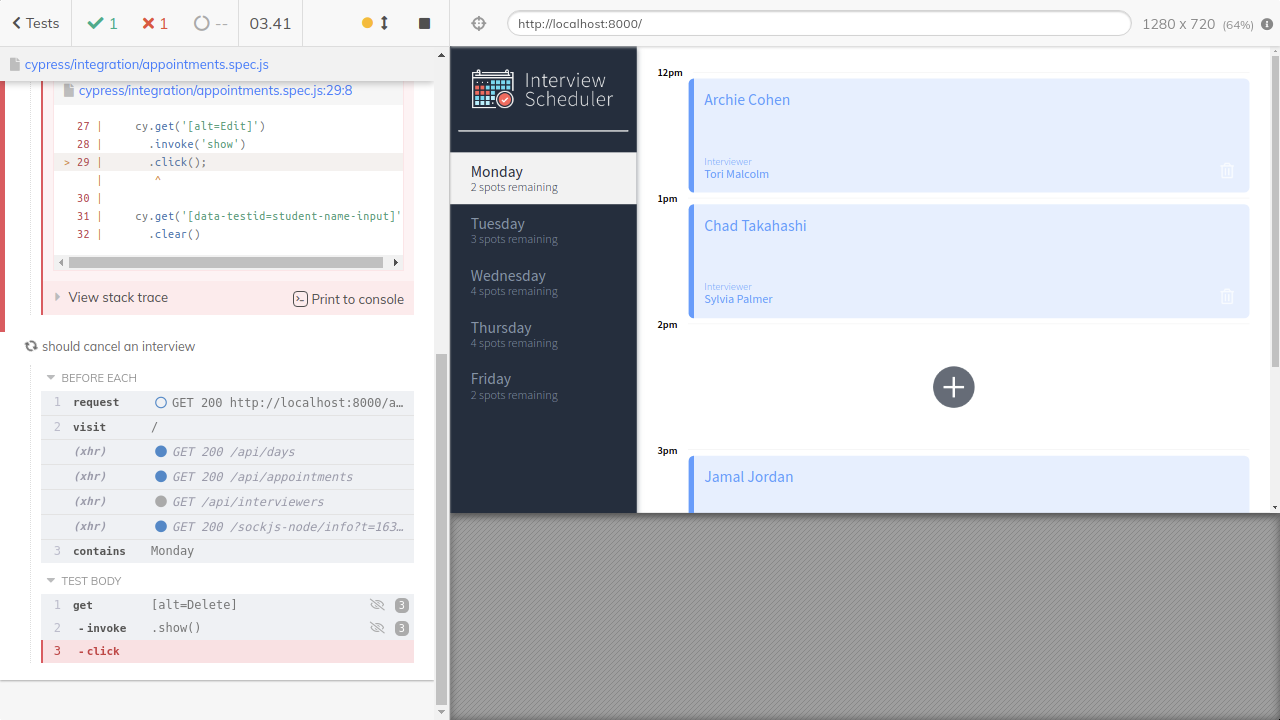 Tests
1
1
--
03.41
http://localhost:8000/
1280 x 720 (64%)
cypress/integration/appointments.spec.js
cypress/integration/appointments.spec.js:29:8
27 | cy.get('[alt=Edit]')
28 | .invoke('show')
> 29 | .click();
| ^
30 |
31 | cy.get('[data-testid=student-name-input]'
32 | .clear()
View stack trace
Print to console
should cancel an interview
BEFORE EACH
1 request GET 200 http://localhost:8000/a…
2 visit /
(xhr) GET 200 /api/days
(xhr) GET 200 /api/appointments
(xhr) GET /api/interviewers
(xhr) GET 200 /sockjs-node/info?t=163…
3 contains Monday
TEST BODY
1 get [alt=Delete] 3
2 -invoke .show() 3
3 -click
Interview
Scheduler
Monday
2 spots remaining
Tuesday
3 spots remaining
Wednesday
4 spots remaining
Thursday
4 spots remaining
Friday
2 spots remaining
12pm
Archie Cohen
Interviewer
Tori Malcolm
1pm
Chad Takahashi
Interviewer
Sylvia Palmer
2pm
3pm
Jamal Jordan